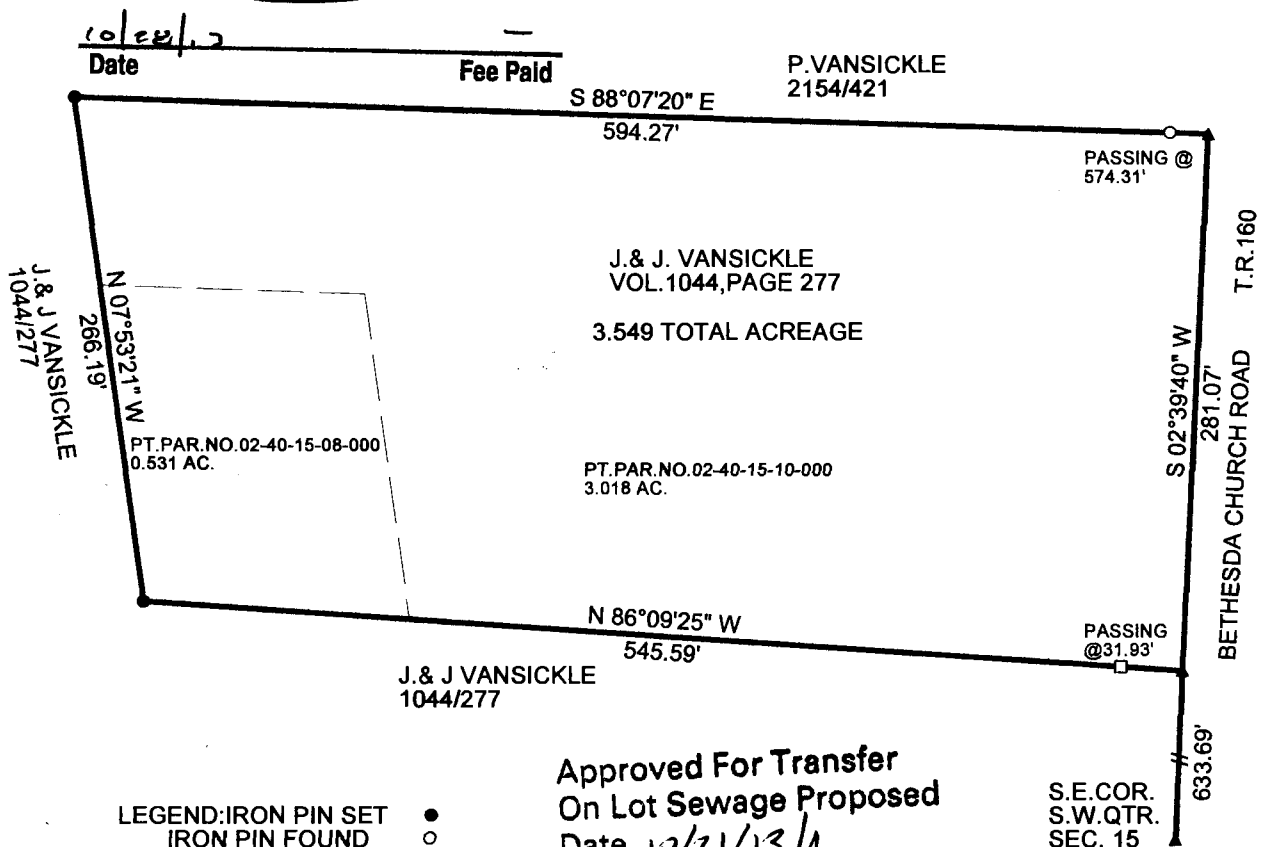 Date
Fee Paid
P.VANSICKLE
2154/421
S 88°07'20" E
594.27'
PASSING @
574.31'
J.& J. VANSICKLE
VOL.1044,PAGE 277
3.549 TOTAL ACREAGE
T.R.160
J.& J VANSICKLE
1044/277
N 07°53'21" W
266.19'
S 02°39'40" W
281.07'
BETHESDA CHURCH ROAD
PT.PAR.NO.02-40-15-08-000
0.531 AC.
PT.PAR.NO.02-40-15-10-000
3.018 AC.
N 86°09'25" W
545.59'
PASSING
@31.93'
J.& J VANSICKLE
1044/277
633.69'
Approved For Transfer
On Lot Sewage Proposed
Date
S.E.COR.
S.W.QTR.
SEC. 15
LEGEND:IRON PIN SET
IRON PIN FOUND